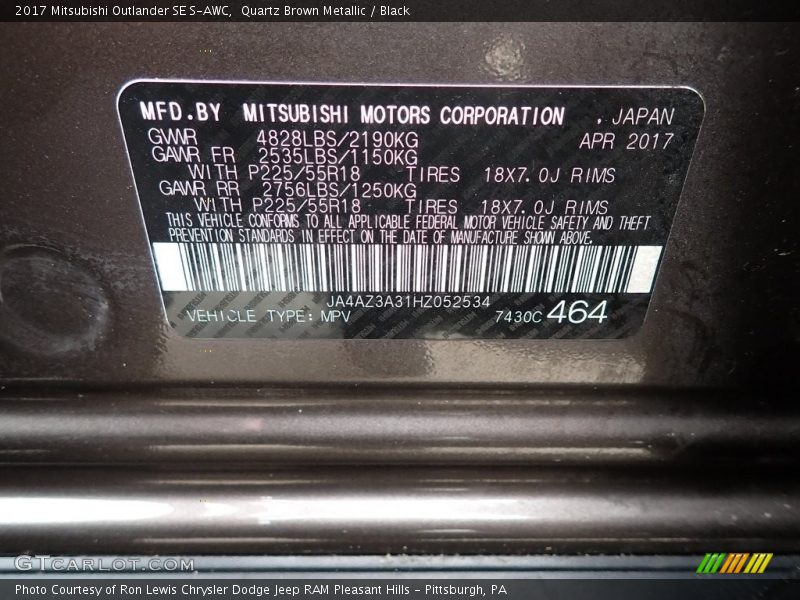 2017 Mitsubishi Outlander SE S-AWC, Quartz Brown Metallic / Black
MFD.BY MITSUBISHI MOTORS CORPORATION , JAPAN
GVWR 4828LBS/2190KG APR 2017
GAWR FR 2535LBS/1150KG
WITH P225/55R18 TIRES 18X7.0J RIMS
GAWR RR 2756LBS/1250KG
WITH P225/55R18 TIRES 18X7.0J RIMS
THIS VEHICLE CONFORMS TO ALL APPLICABLE FEDERAL MOTOR VEHICLE SAFETY AND THEFT
PREVENTION STANDARDS IN EFFECT ON THE DATE OF MANUFACTURE SHOWN ABOVE.
JA4AZ3A31HZ052534
VEHICLE TYPE: MPV 7430C 464
GTCARLOT.COM
Photo Courtesy of Ron Lewis Chrysler Dodge Jeep RAM Pleasant Hills - Pittsburgh, PA